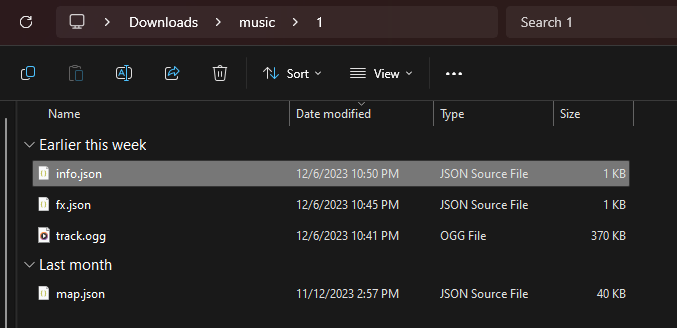 Downloads > music > 1 Search 1
Sort View
Name Date modified Type Size
Earlier this week
info.json 12/6/2023 10:50 PM JSON Source File 1 KB
fx.json 12/6/2023 10:45 PM JSON Source File 1 KB
track.ogg 12/6/2023 10:41 PM OGG File 370 KB
Last month
map.json 11/12/2023 2:57 PM JSON Source File 40 KB